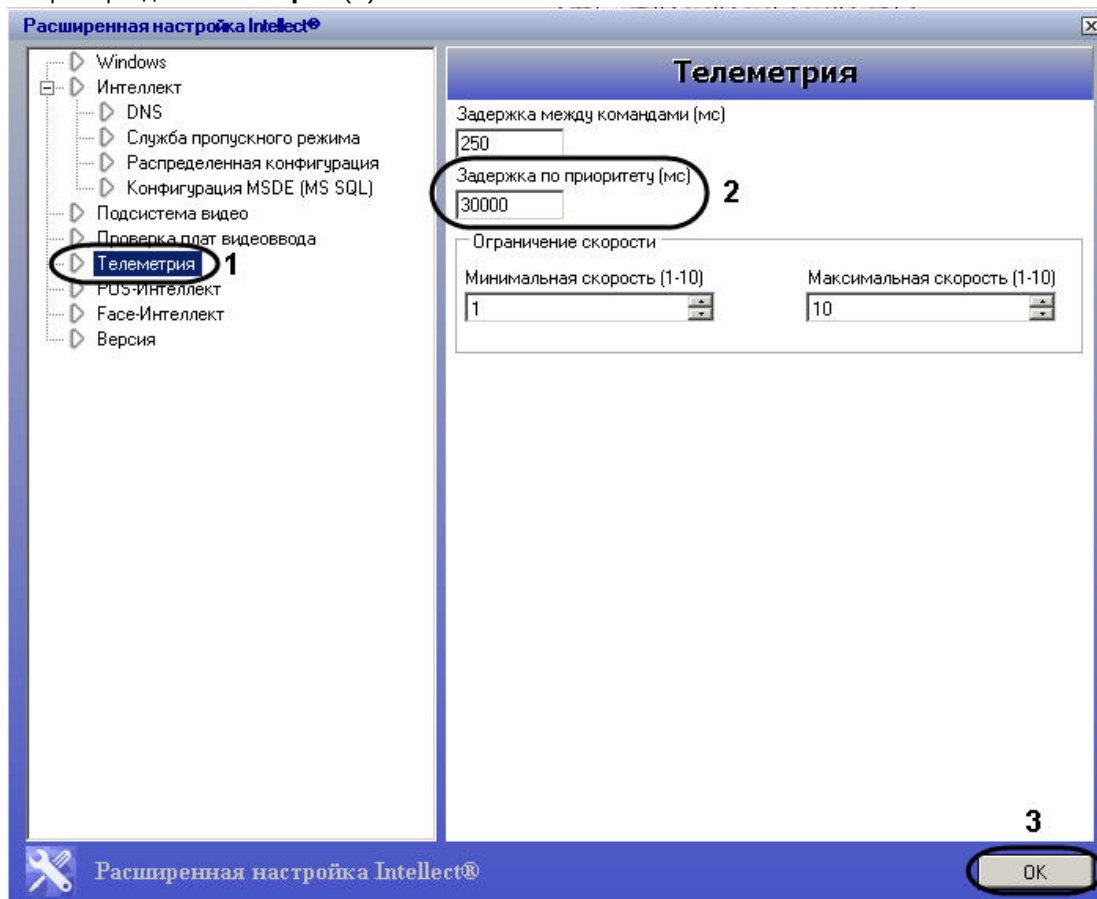 Расширенная настройка Intellect®
Windows
Интеллект
DNS
Служба пропускного режима
Распределенная конфигурация
Конфигурация MSDE (MS SQL)
Подсистема видео
Проверка плат видеоввода
Телеметрия 1
POS-Интеллект
Face-Интеллект
Версия
Телеметрия
Задержка между командами (мс)
250
Задержка по приоритету (мс)
30000
2
Ограничение скорости
Минимальная скорость (1-10)
1
Максимальная скорость (1-10)
10
3
Расширенная настройка Intellect®
OK